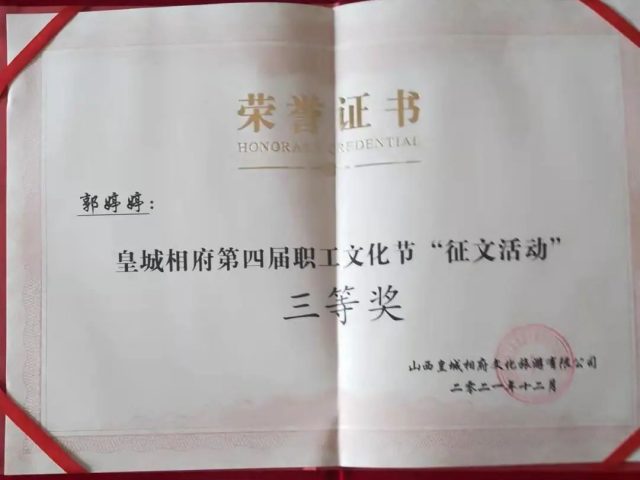 荣誉证书
HONORARY CREDENTIAL
郭婷婷：
皇城相府第四届职工文化节“征文活动”
三等奖
山西皇城相府文化旅游有限公司
二零二一年十二月